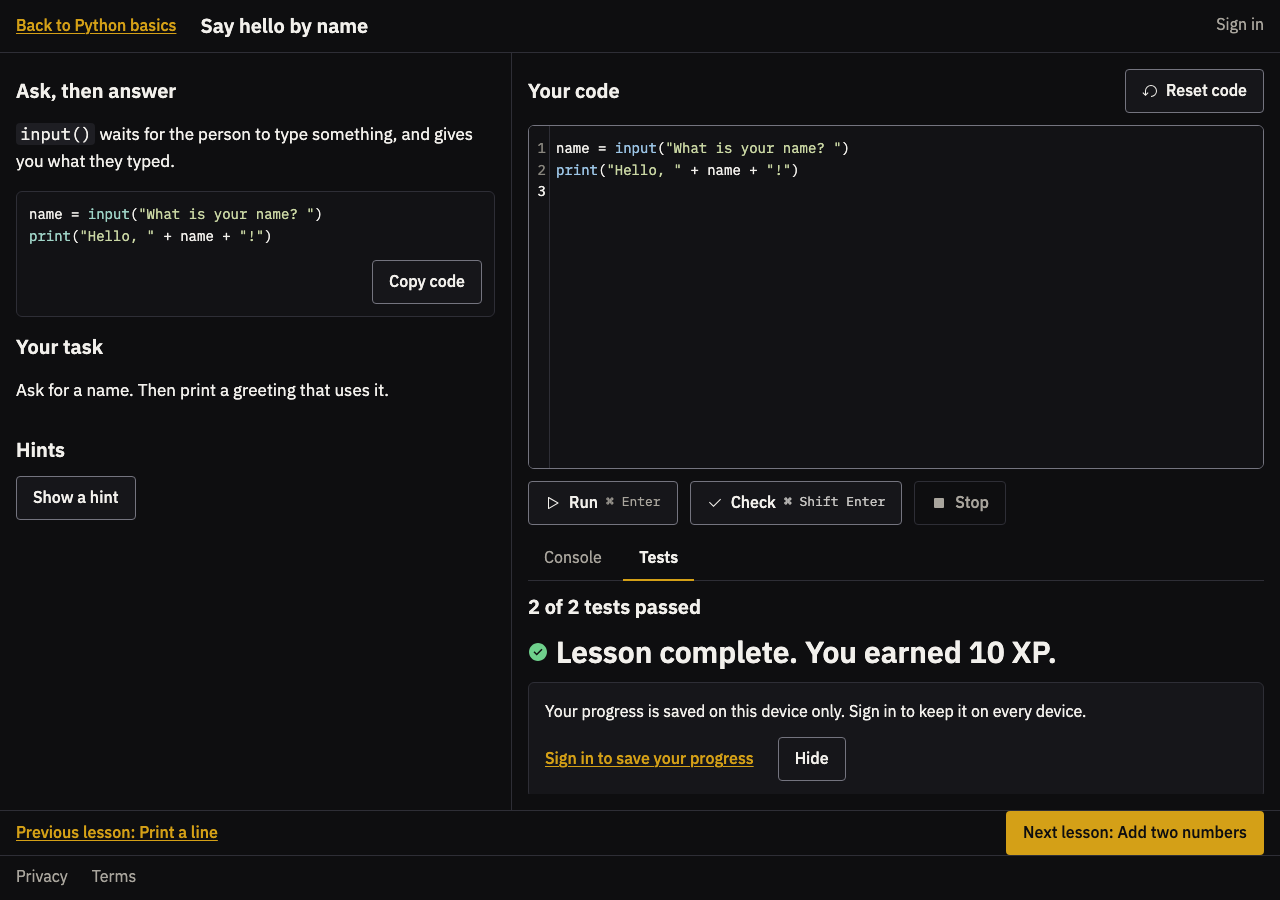 Back to Python basics
Say hello by name
Sign in
Ask, then answer
input() waits for the person to type something, and gives
you what they typed.
name = input("What is your name? ")
print("Hello, " + name + "!")
Copy code
Your task
Ask for a name. Then print a greeting that uses it.
Hints
Show a hint
Your code
Reset code
1 name = input("What is your name? ")
2 print("Hello, " + name + "!")
3
Run ⌘ Enter
Check ⌘ Shift Enter
Stop
Console
Tests
2 of 2 tests passed
Lesson complete. You earned 10 XP.
Your progress is saved on this device only. Sign in to keep it on every device.
Sign in to save your progress
Hide
Previous lesson: Print a line
Next lesson: Add two numbers
Privacy
Terms